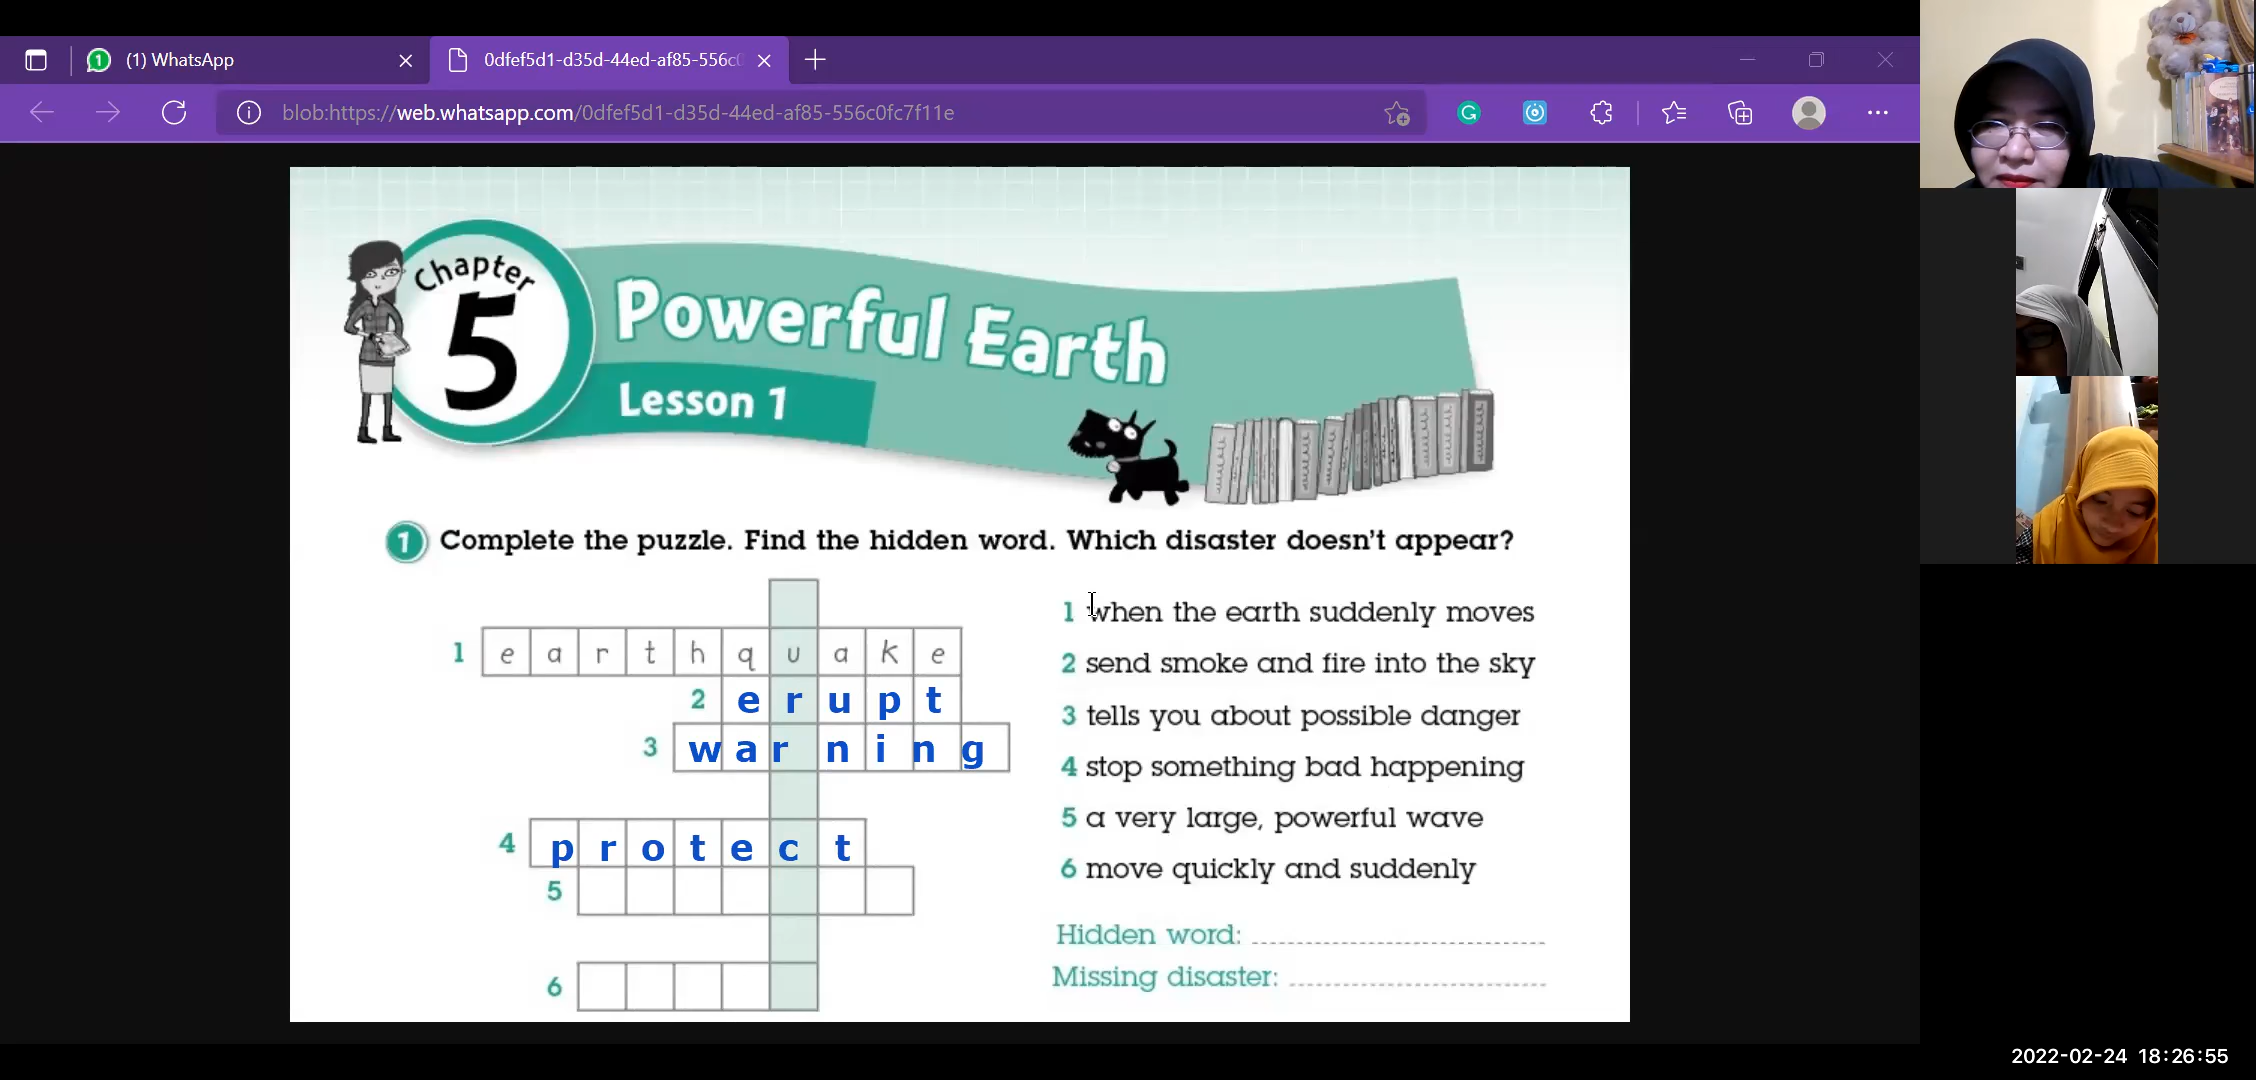 (1) WhatsApp
0dfef5d1-d35d-44ed-af85-556c0
blob:https://web.whatsapp.com/0dfef5d1-d35d-44ed-af85-556c0fc7f11e
Chapter
5
Powerful Earth
Lesson 1
1 Complete the puzzle. Find the hidden word. Which disaster doesn't appear?
1 e a r t h q u a k e
2 e r u p t
3 w a r n i n g
4 p r o t e c t
5
6
1 when the earth suddenly moves
2 send smoke and fire into the sky
3 tells you about possible danger
4 stop something bad happening
5 a very large, powerful wave
6 move quickly and suddenly
Hidden word:
Missing disaster:
2022-02-24 18:26:55